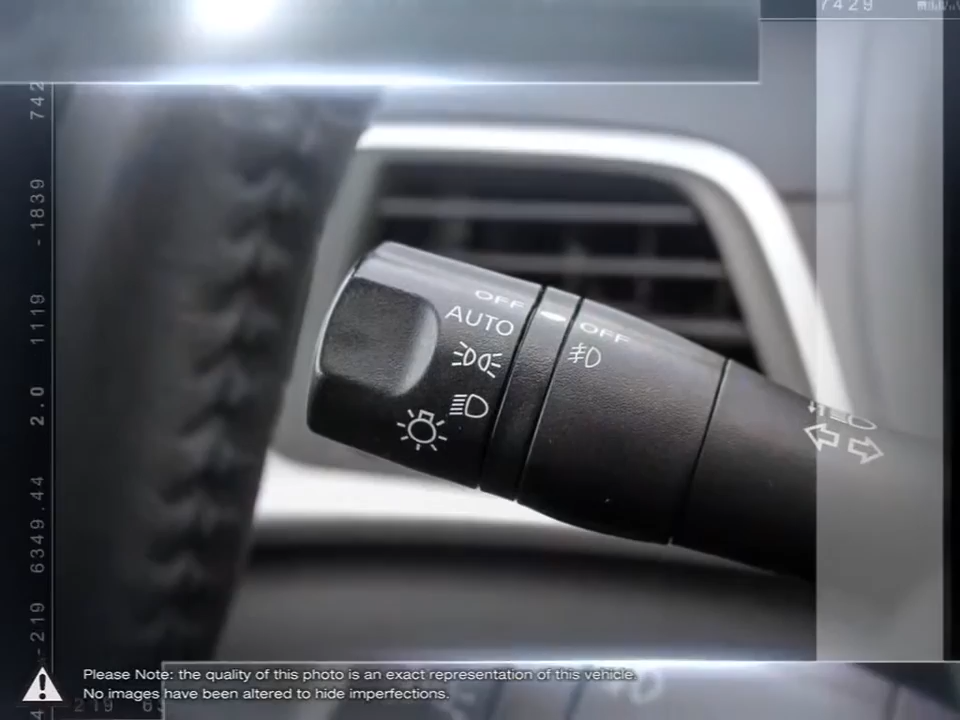 7429
742
-1839
1119
2.0
6349.44
-219
OFF
AUTO
OFF
Please Note: the quality of this photo is an exact representation of this vehicle.
No images have been altered to hide imperfections.
219